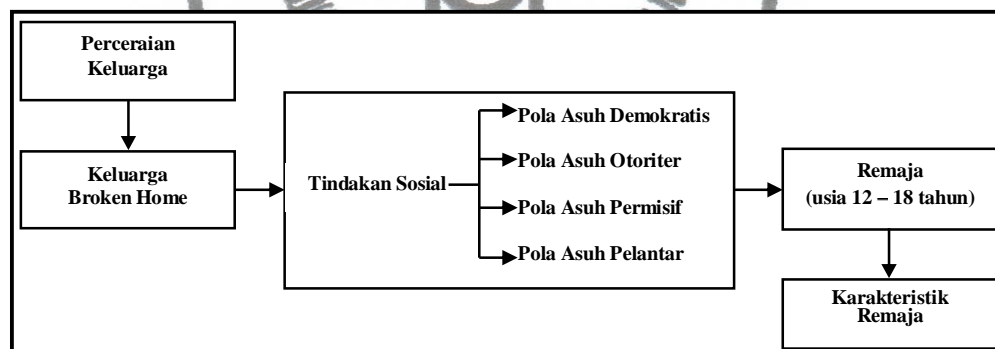 Perceraian
Keluarga
Keluarga
Broken Home
Tindakan Sosial
Pola Asuh Demokratis
Pola Asuh Otoriter
Pola Asuh Permisif
Pola Asuh Pelantar
Remaja
(usia 12 – 18 tahun)
Karakteristik
Remaja